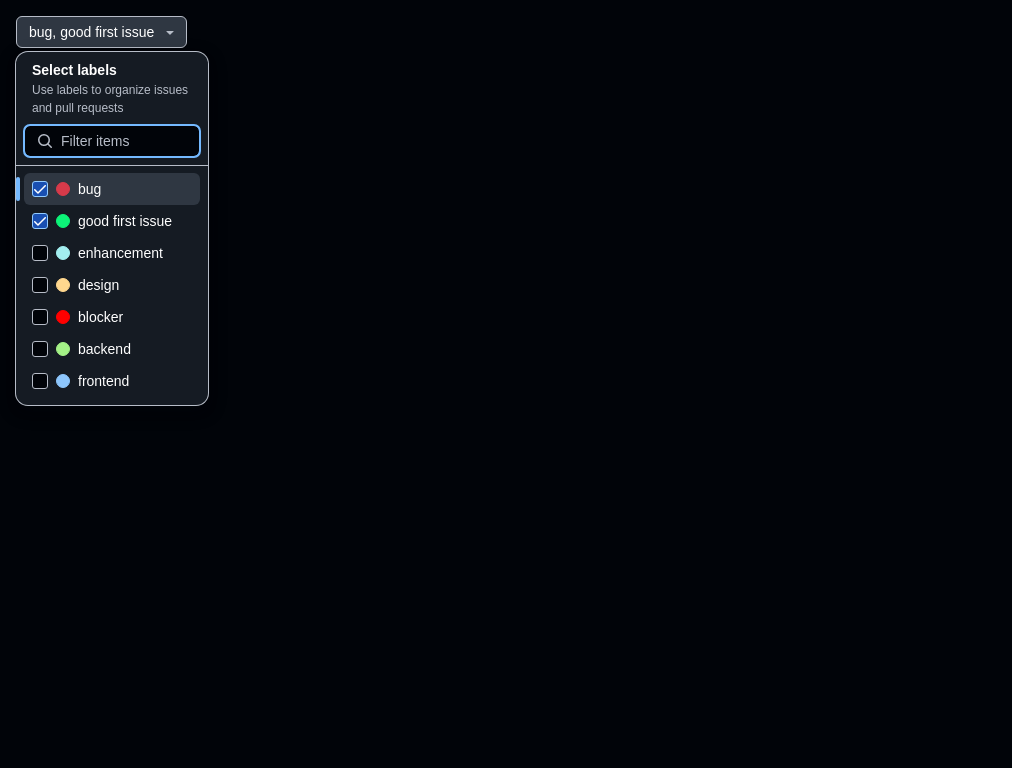 bug, good first issue
Select labels
Use labels to organize issues
and pull requests
Filter items
bug
good first issue
enhancement
design
blocker
backend
frontend